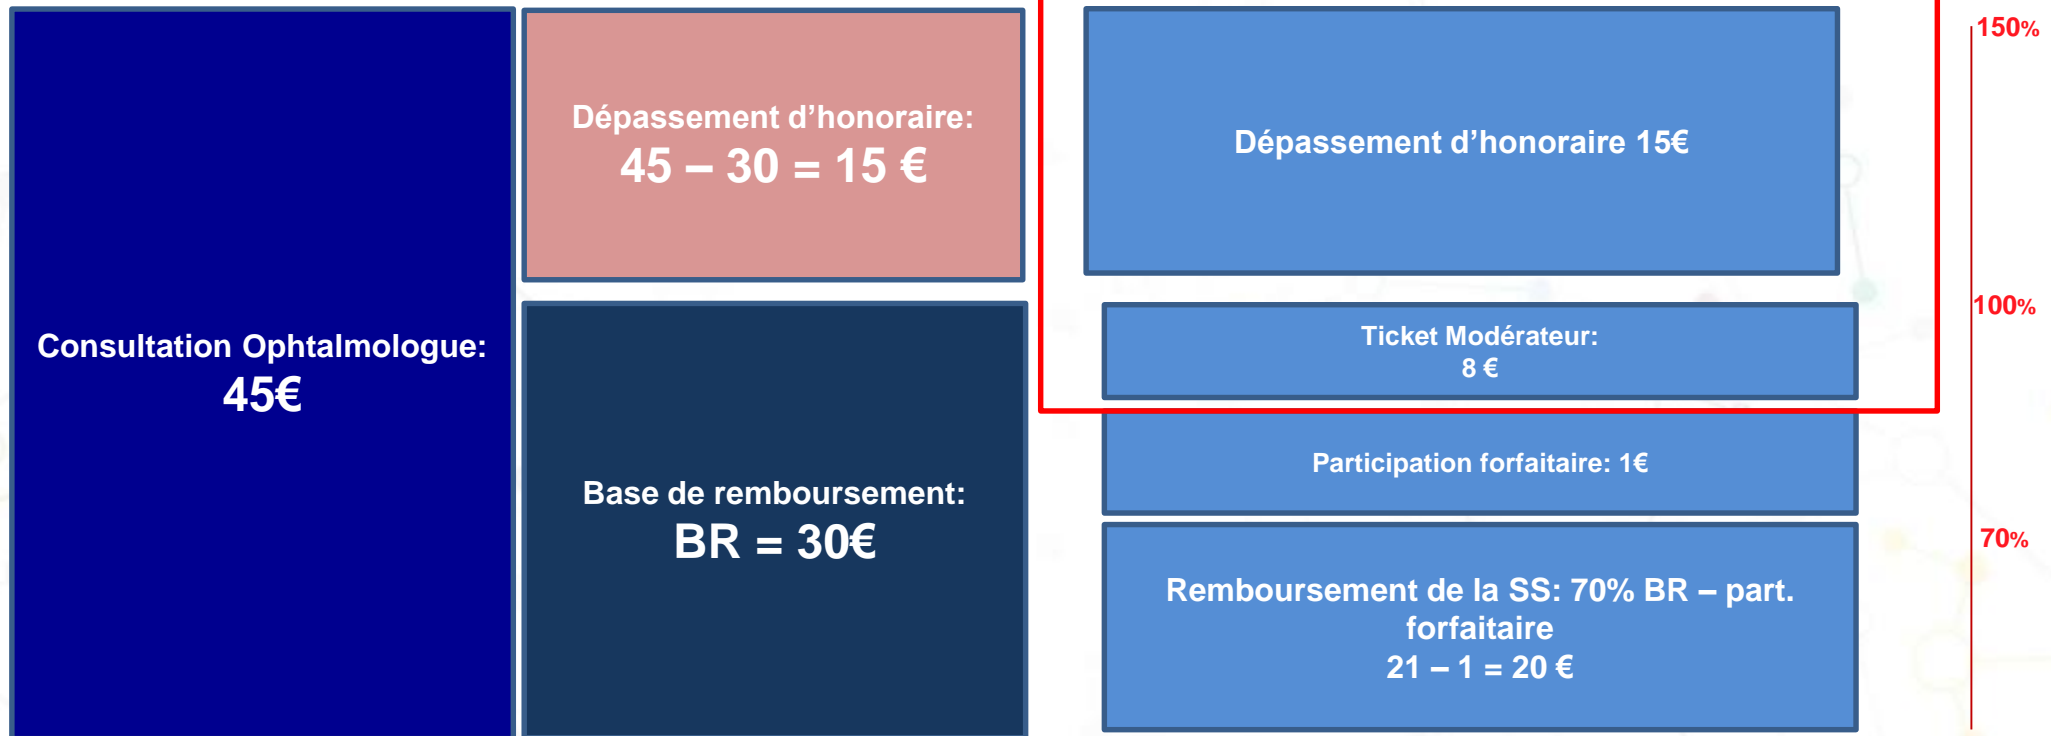 Consultation Ophtalmologue:
45€
Dépassement d’honoraire:
45 – 30 = 15 €
Base de remboursement:
BR = 30€
Dépassement d’honoraire 15€
Ticket Modérateur:
8 €
Participation forfaitaire: 1€
Remboursement de la SS: 70% BR – part.
forfaitaire
21 – 1 = 20 €
150%
100%
70%